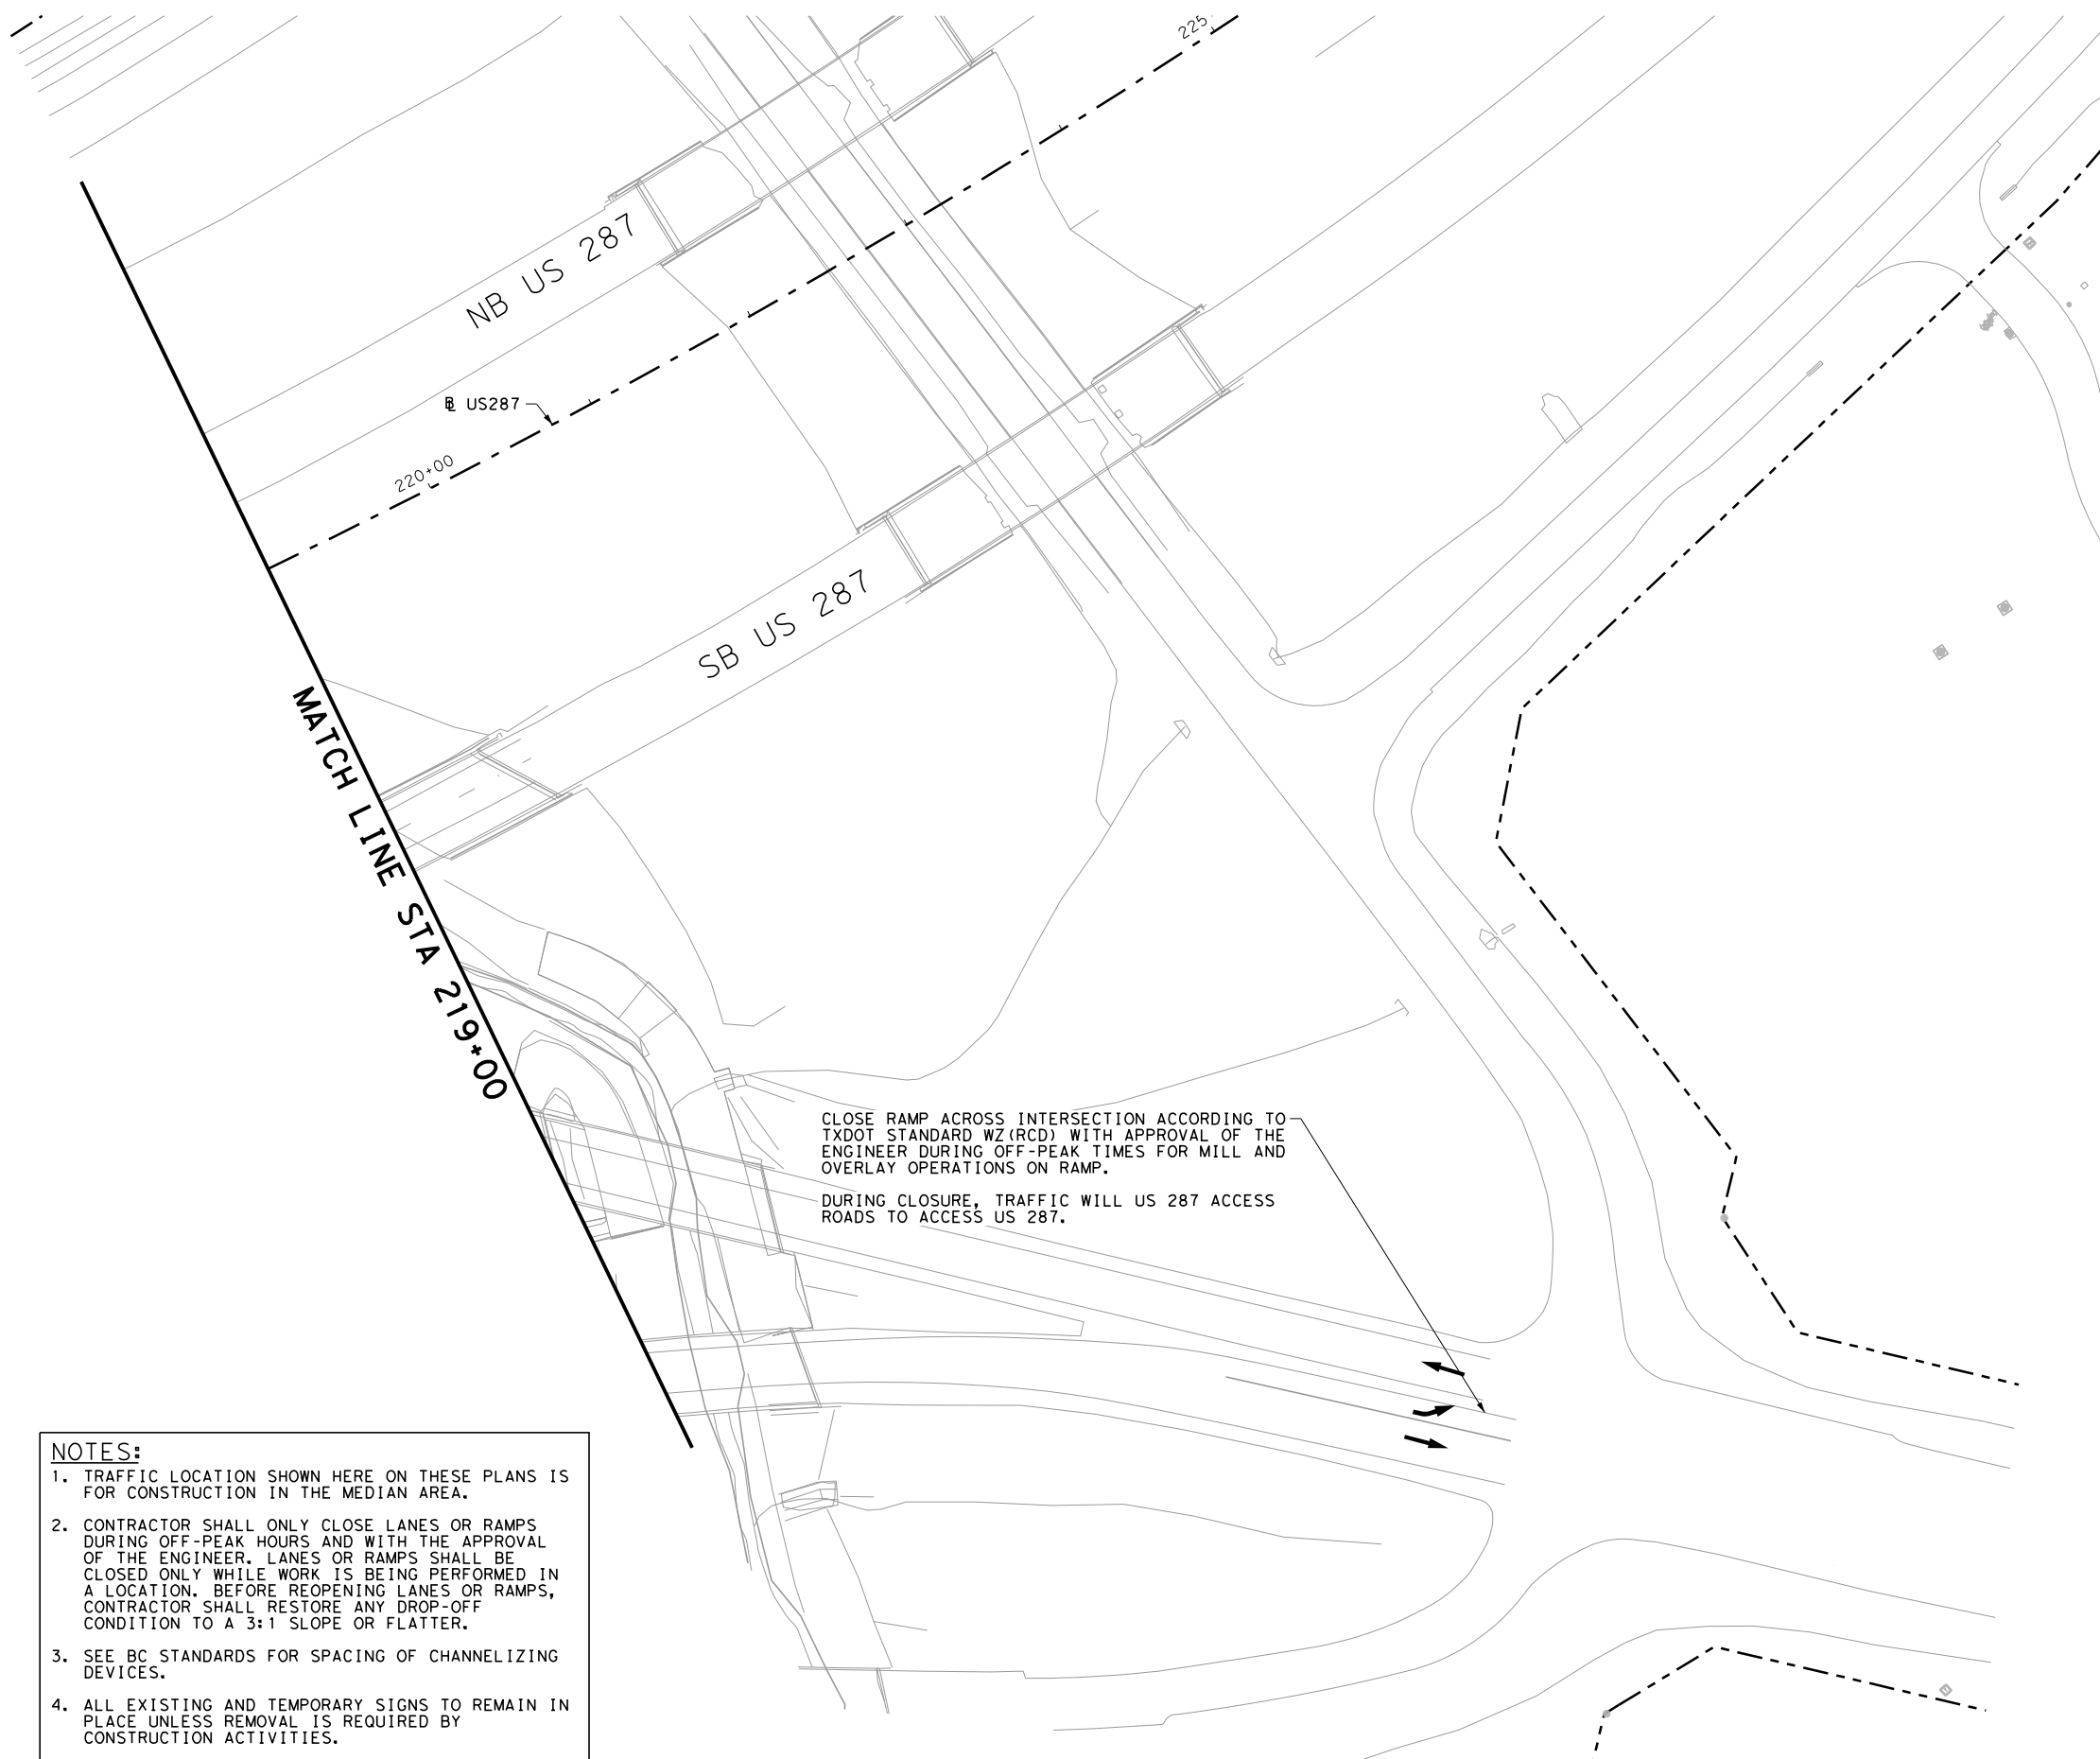 225
NB US 287
℄ US287
220+00
SB US 287
MATCH LINE STA 219+00
CLOSE RAMP ACROSS INTERSECTION ACCORDING TO
TXDOT STANDARD WZ(RCD) WITH APPROVAL OF THE
ENGINEER DURING OFF-PEAK TIMES FOR MILL AND
OVERLAY OPERATIONS ON RAMP.
DURING CLOSURE, TRAFFIC WILL US 287 ACCESS
ROADS TO ACCESS US 287.
NOTES:
1. TRAFFIC LOCATION SHOWN HERE ON THESE PLANS IS
FOR CONSTRUCTION IN THE MEDIAN AREA.
2. CONTRACTOR SHALL ONLY CLOSE LANES OR RAMPS
DURING OFF-PEAK HOURS AND WITH THE APPROVAL
OF THE ENGINEER. LANES OR RAMPS SHALL BE
CLOSED ONLY WHILE WORK IS BEING PERFORMED IN
A LOCATION. BEFORE REOPENING LANES OR RAMPS,
CONTRACTOR SHALL RESTORE ANY DROP-OFF
CONDITION TO A 3:1 SLOPE OR FLATTER.
3. SEE BC STANDARDS FOR SPACING OF CHANNELIZING
DEVICES.
4. ALL EXISTING AND TEMPORARY SIGNS TO REMAIN IN
PLACE UNLESS REMOVAL IS REQUIRED BY
CONSTRUCTION ACTIVITIES.